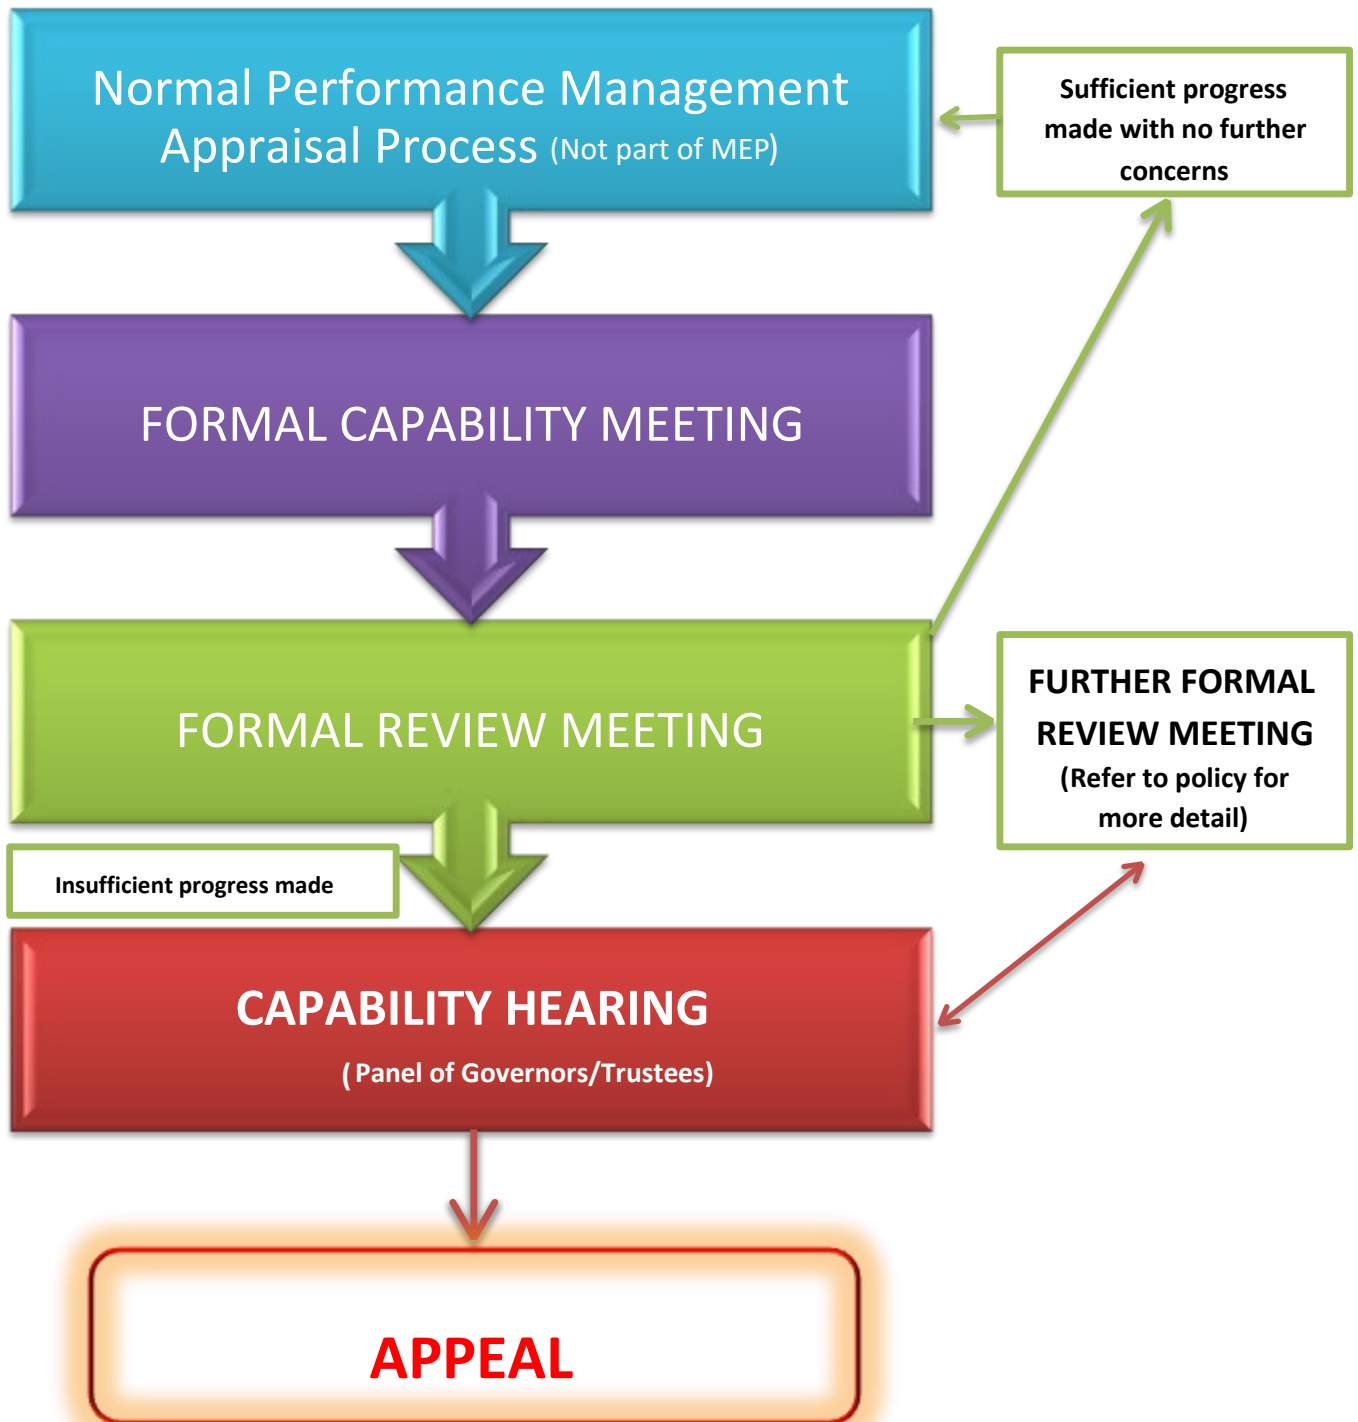 Normal Performance Management
Appraisal Process (Not part of MEP)
Sufficient progress
made with no further
concerns
FORMAL CAPABILITY MEETING
FORMAL REVIEW MEETING
FURTHER FORMAL
REVIEW MEETING
(Refer to policy for
more detail)
Insufficient progress made
CAPABILITY HEARING
(Panel of Governors/Trustees)
APPEAL